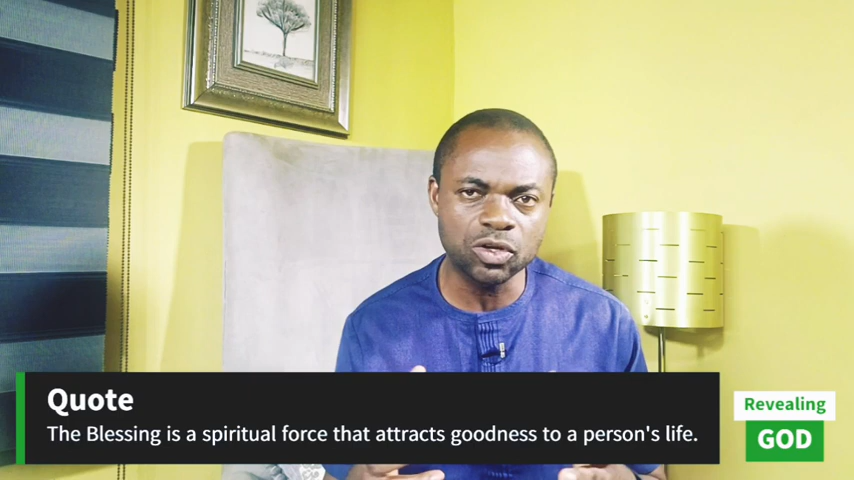 Quote
The Blessing is a spiritual force that attracts goodness to a person's life.
Revealing
GOD